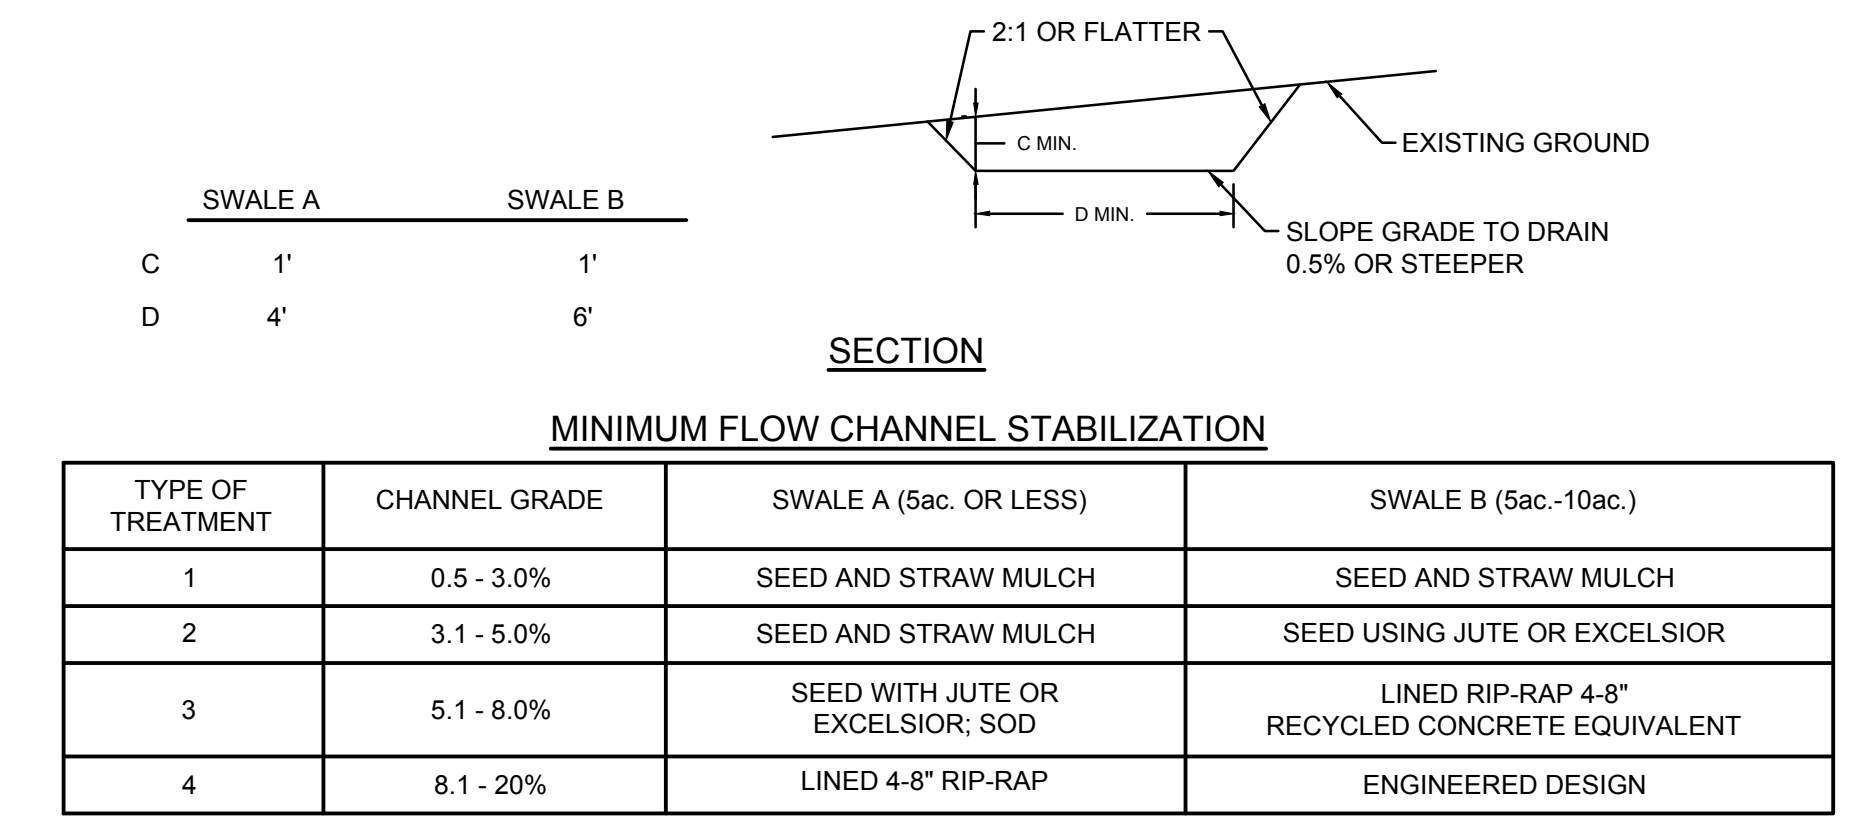 2:1 OR FLATTER
C MIN.
EXISTING GROUND
D MIN.
SLOPE GRADE TO DRAIN
0.5% OR STEEPER
SWALE A SWALE B
C 1' 1'
D 4' 6'
SECTION
MINIMUM FLOW CHANNEL STABILIZATION
TYPE OF
TREATMENT
CHANNEL GRADE
SWALE A (5ac. OR LESS)
SWALE B (5ac.-10ac.)
1
0.5 - 3.0%
SEED AND STRAW MULCH
SEED AND STRAW MULCH
2
3.1 - 5.0%
SEED AND STRAW MULCH
SEED USING JUTE OR EXCELSIOR
3
5.1 - 8.0%
SEED WITH JUTE OR
EXCELSIOR; SOD
LINED RIP-RAP 4-8"
RECYCLED CONCRETE EQUIVALENT
4
8.1 - 20%
LINED 4-8" RIP-RAP
ENGINEERED DESIGN